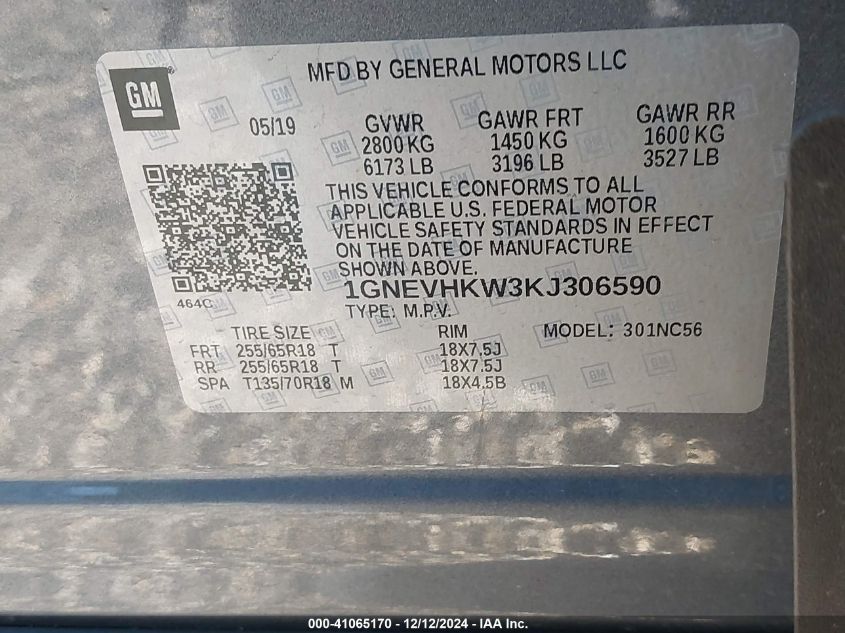 MFD BY GENERAL MOTORS LLC
GM
05/19 GVWR GAWR FRT GAWR RR
2800 KG 1450 KG 1600 KG
6173 LB 3196 LB 3527 LB
THIS VEHICLE CONFORMS TO ALL
APPLICABLE U.S. FEDERAL MOTOR
VEHICLE SAFETY STANDARDS IN EFFECT
ON THE DATE OF MANUFACTURE
SHOWN ABOVE.
464C 1GNEVHKW3KJ306590
TYPE: M.P.V.
TIRE SIZE RIM MODEL: 301NC56
FRT 255/65R18 T 18X7.5J
RR 255/65R18 T 18X7.5J
SPA T135/70R18 M 18X4.5B
000-41065170 - 12/12/2024 - IAA Inc.